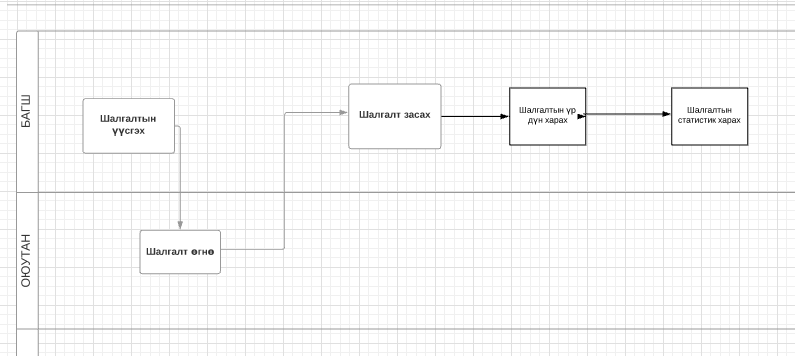 БАГШ
Шалгалтын
үүсгэх
Шалгалт засах
Шалгалтын үр
дүн харах
Шалгалтын
статистик харах
ОЮУТАН
Шалгалт өгнө